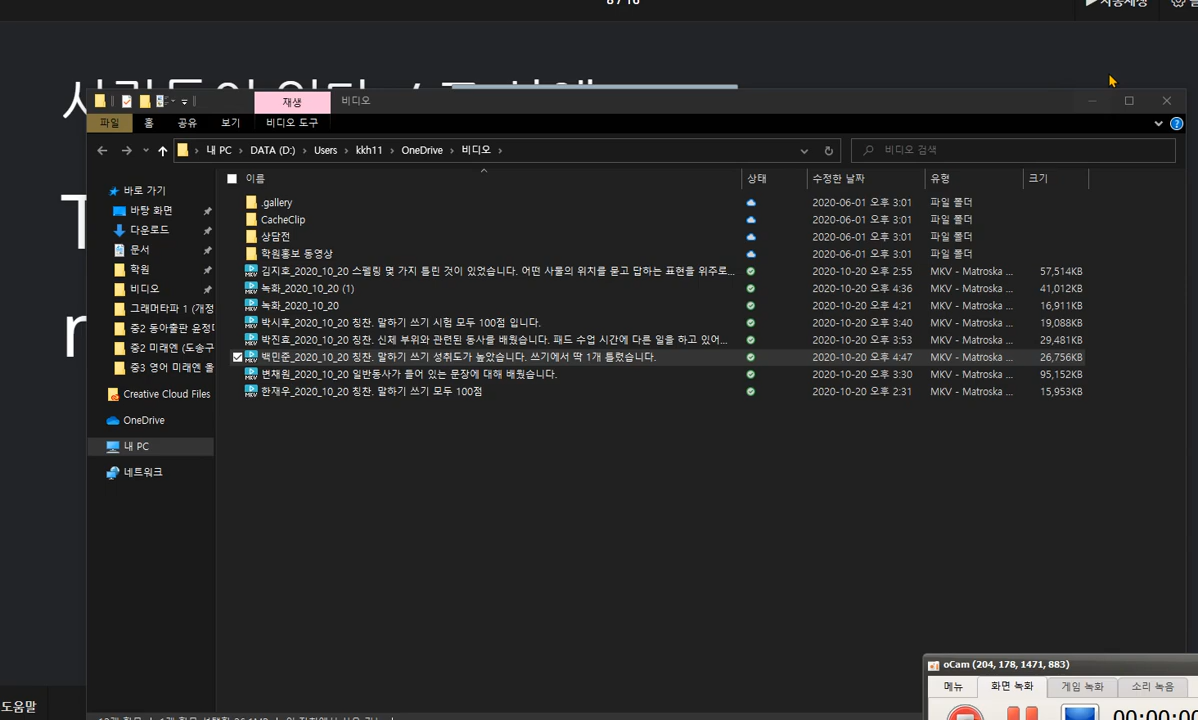 8 / 16
▶ 자동재생
재생
비디오
파일
홈
공유
보기
비디오 도구
내 PC > DATA (D:) > Users > kkh11 > OneDrive > 비디오 >
비디오 검색
이름
상태
수정한 날짜
유형
크기
바로 가기
바탕 화면
다운로드
문서
학원
비디오
그래머타파 1 (개정
중2 동아출판 윤정미
중2 미래엔 (도송구
중3 영어 미래엔 홀
Creative Cloud Files
OneDrive
내 PC
네트워크
.gallery 2020-06-01 오후 3:01 파일 폴더
CacheClip 2020-06-01 오후 3:01 파일 폴더
상담전 2020-06-01 오후 3:01 파일 폴더
학원홍보 동영상 2020-06-01 오후 3:01 파일 폴더
김지호_2020_10_20 스펠링 몇 가지 틀린 것이 있었습니다. 어떤 사물의 위치를 묻고 답하는 표현을 위주로... 2020-10-20 오후 2:55 MKV - Matroska ... 57,514KB
녹화_2020_10_20 (1) 2020-10-20 오후 4:36 MKV - Matroska ... 41,012KB
녹화_2020_10_20 2020-10-20 오후 4:21 MKV - Matroska ... 16,911KB
박시후_2020_10_20 칭찬. 말하기 쓰기 시험 모두 100점 입니다. 2020-10-20 오후 3:40 MKV - Matroska ... 19,088KB
박진효_2020_10_20 칭찬. 신체 부위와 관련된 동사를 배웠습니다. 패드 수업 시간에 다른 일을 하고 있어... 2020-10-20 오후 3:53 MKV - Matroska ... 29,481KB
백민준_2020_10_20 칭찬. 말하기 쓰기 성취도가 높았습니다. 쓰기에서 딱 1개 틀렸습니다. 2020-10-20 오후 4:47 MKV - Matroska ... 26,756KB
변채원_2020_10_20 일반동사가 들어 있는 문장에 대해 배웠습니다. 2020-10-20 오후 3:30 MKV - Matroska ... 95,152KB
한재우_2020_10_20 칭찬. 말하기 쓰기 모두 100점 2020-10-20 오후 2:31 MKV - Matroska ... 15,953KB
oCam (204, 178, 1471, 883)
메뉴
화면 녹화
게임 녹화
소리 녹음
00:00:00
도움말